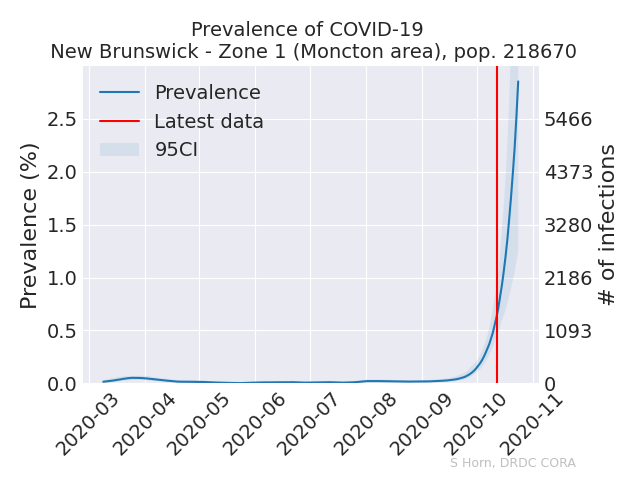 Prevalence of COVID-19
New Brunswick - Zone 1 (Moncton area), pop. 218670
Prevalence
Latest data
95CI
Prevalence (%)
2.5
2.0
1.5
1.0
0.5
0.0
5466
4373
3280
2186
1093
0
# of infections
2020-03
2020-04
2020-05
2020-06
2020-07
2020-08
2020-09
2020-10
2020-11
S Horn, DRDC CORA